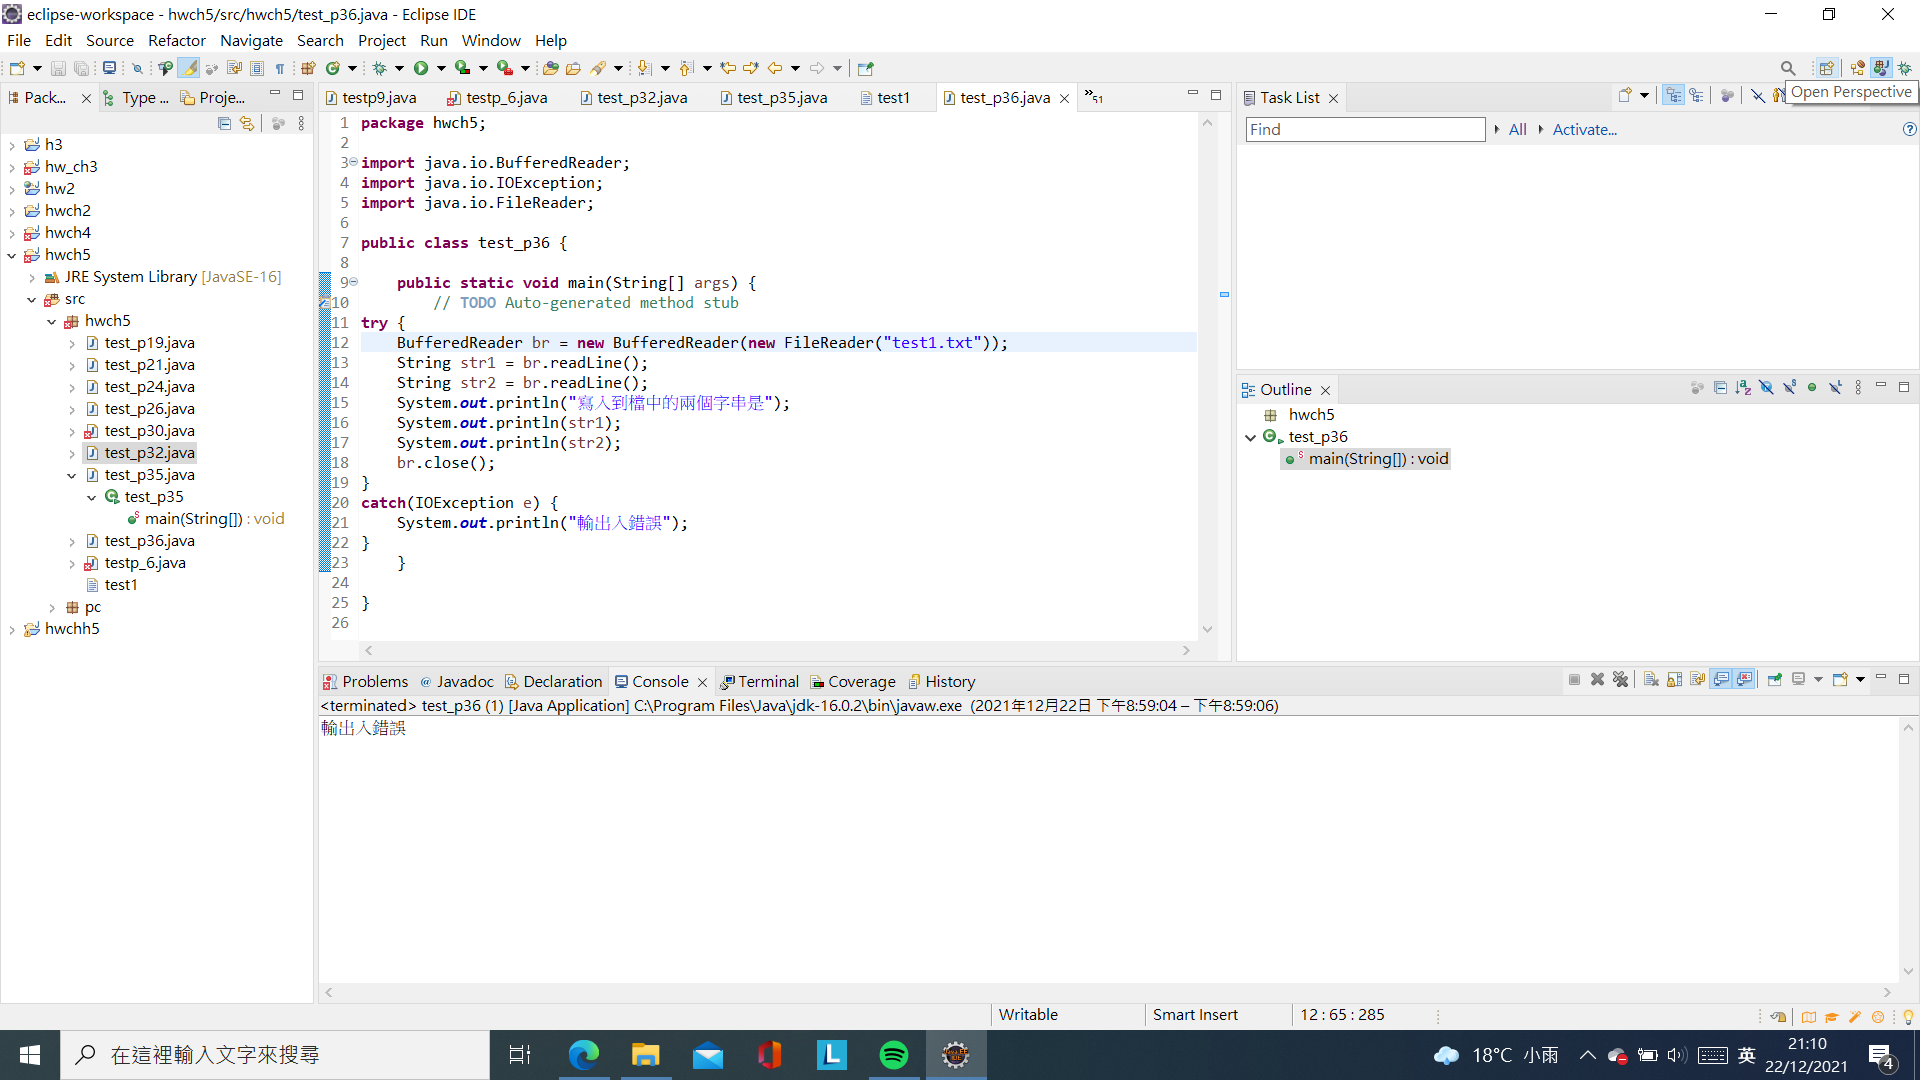 eclipse-workspace - hwch5/src/hwch5/test_p36.java - Eclipse IDE
File Edit Source Refactor Navigate Search Project Run Window Help
Open Perspective
Pack... Type ... Proje...
h3
hw_ch3
hw2
hwch2
hwch4
hwch5
JRE System Library [JavaSE-16]
src
hwch5
test_p19.java
test_p21.java
test_p24.java
test_p26.java
test_p30.java
test_p32.java
test_p35.java
test_p35
main(String[]) : void
test_p36.java
testp_6.java
test1
pc
hwchh5
testp9.java testp_6.java test_p32.java test_p35.java test1 test_p36.java »51
1 package hwch5;
2
3 import java.io.BufferedReader;
4 import java.io.IOException;
5 import java.io.FileReader;
6
7 public class test_p36 {
8
9 public static void main(String[] args) {
10 // TODO Auto-generated method stub
11 try {
12 BufferedReader br = new BufferedReader(new FileReader("test1.txt"));
13 String str1 = br.readLine();
14 String str2 = br.readLine();
15 System.out.println("寫入到檔中的兩個字串是");
16 System.out.println(str1);
17 System.out.println(str2);
18 br.close();
19 }
20 catch(IOException e) {
21 System.out.println("輸出入錯誤");
22 }
23 }
24
25 }
26
Task List
Find All Activate...
Outline
hwch5
test_p36
main(String[]) : void
Problems @ Javadoc Declaration Console Terminal Coverage History
<terminated> test_p36 (1) [Java Application] C:\Program Files\Java\jdk-16.0.2\bin\javaw.exe (2021年12月22日 下午8:59:04 – 下午8:59:06)
輸出入錯誤
Writable Smart Insert 12 : 65 : 285
在這裡輸入文字來搜尋
18°C 小雨 英 21:10
22/12/2021
4